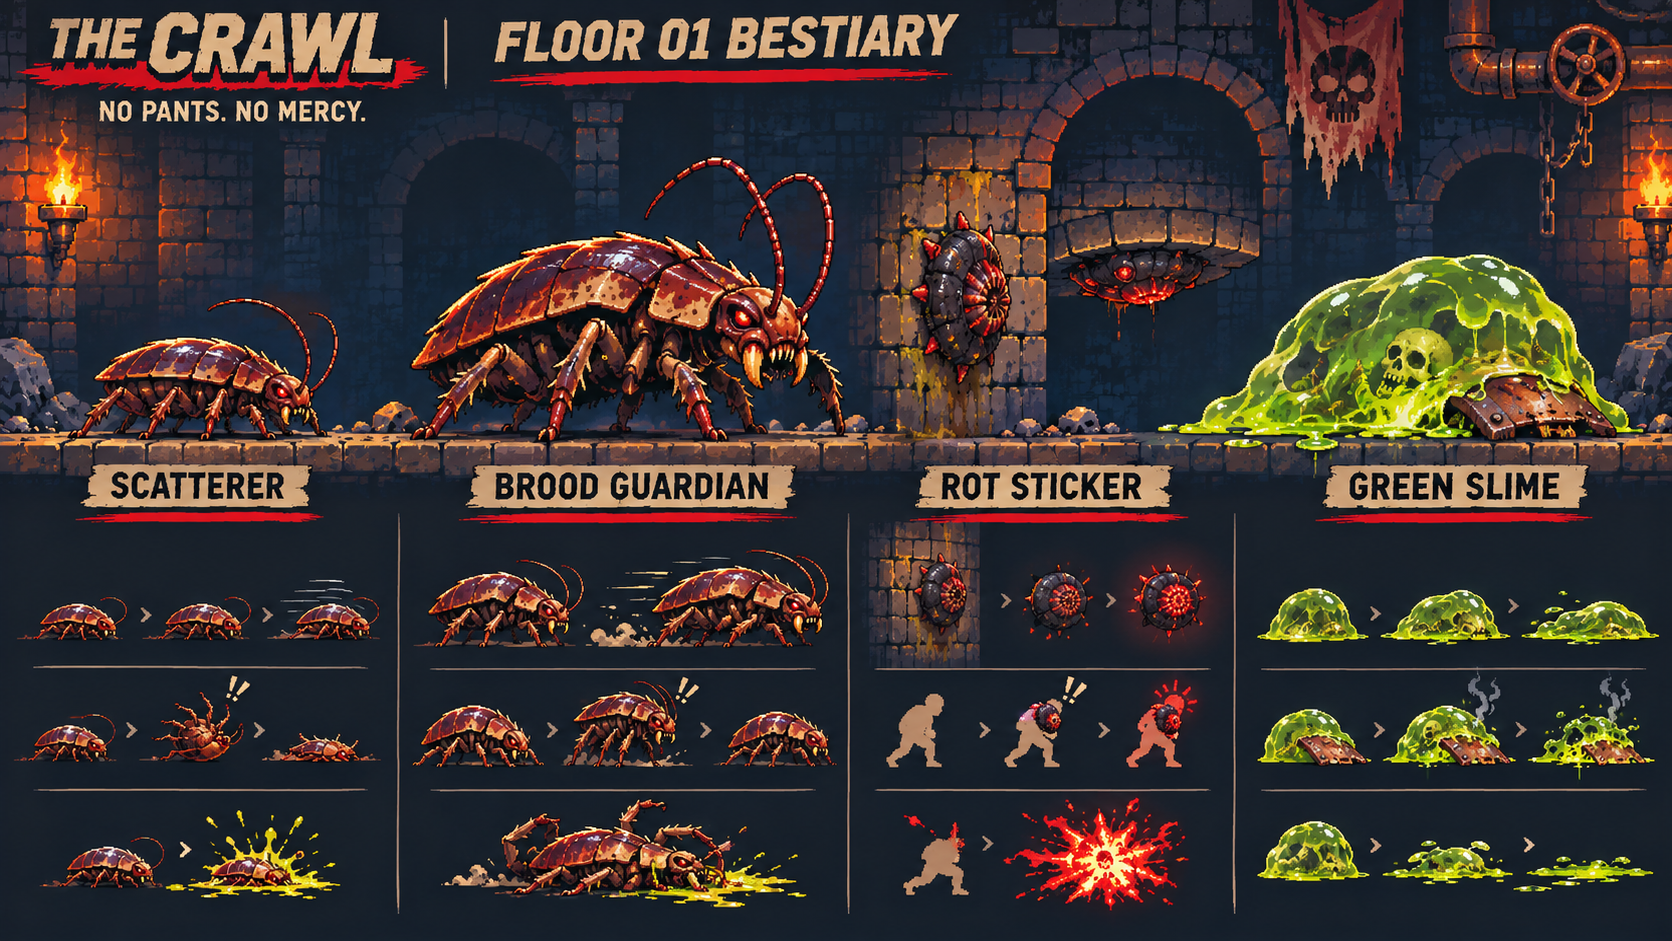 THE CRAWL
NO PANTS. NO MERCY.
FLOOR 01 BESTIARY
SCATTERER
BROOD GUARDIAN
ROT STICKER
GREEN SLIME
!!
!!
!!